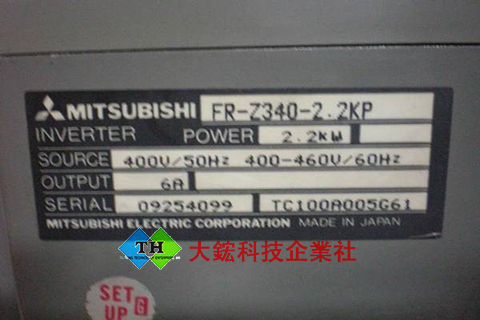 MITSUBISHI FR-Z340-2.2KP
INVERTER POWER 2.2kW
SOURCE 400V/50Hz 400-460V/60Hz
OUTPUT 6A
SERIAL 09254099 TC100A005G61
MITSUBISHI ELECTRIC CORPORATION MADE IN JAPAN
TH
大鋐科技企業社
SET
UP